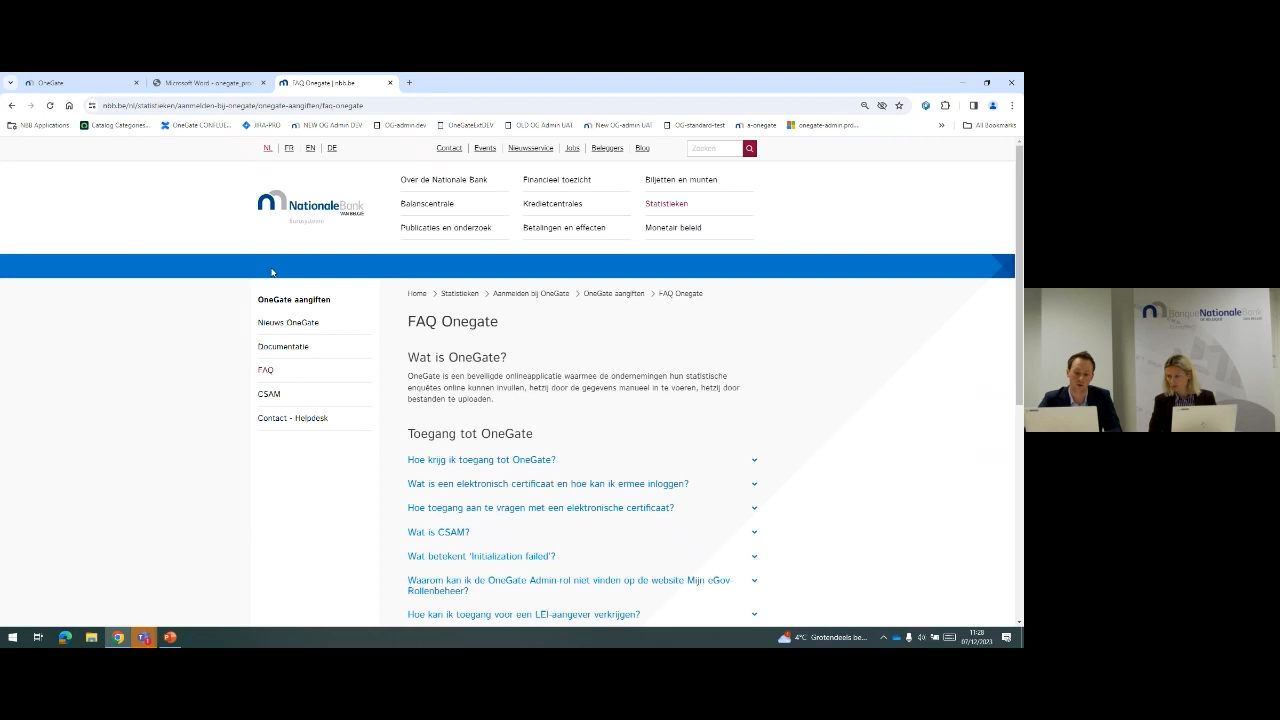 OneGate
Microsoft Word - onegate_pro
FAQ Onegate | nbb.be
nbb.be/nl/statistieken/aanmelden-bij-onegate/onegate-aangiften/faq-onegate
NBB Applications
Catalog Categories...
OneGate CONFLUE...
JIRA-PRO
NEW OG Admin DEV
OG-admin.dev
OneGateExtDEV
OLD OG Admin UAT
New OG-admin UAT
OG-standard-test
a-onegate
onegate-admin.prd...
»
All Bookmarks
NL | FR | EN | DE
Contact | Events | Nieuwsservice | Jobs | Beleggers | Blog
Zoeken
Over de Nationale Bank
Financieel toezicht
Biljetten en munten
NationaleBank
VAN BELGIË
Eurosysteem
Balanscentrale
Kredietcentrales
Statistieken
Publicaties en onderzoek
Betalingen en effecten
Monetair beleid
OneGate aangiften
Nieuws OneGate
Documentatie
FAQ
CSAM
Contact - Helpdesk
Home > Statistieken > Aanmelden bij OneGate > OneGate aangiften > FAQ Onegate
FAQ Onegate
Wat is OneGate?
OneGate is een beveiligde onlineapplicatie waarmee de ondernemingen hun statistische
enquêtes online kunnen invullen, hetzij door de gegevens manueel in te voeren, hetzij door
bestanden te uploaden.
Toegang tot OneGate
Hoe krijg ik toegang tot OneGate?
Wat is een elektronisch certificaat en hoe kan ik ermee inloggen?
Hoe toegang aan te vragen met een elektronische certificaat?
Wat is CSAM?
Wat betekent ‘Initialization failed’?
Waarom kan ik de OneGate Admin-rol niet vinden op de website Mijn eGov-
Rollenbeheer?
Hoe kan ik toegang voor een LEI-aangever verkrijgen?
4°C Grotendeels be...
11:28
07/12/2023
BanqueNationaleBank